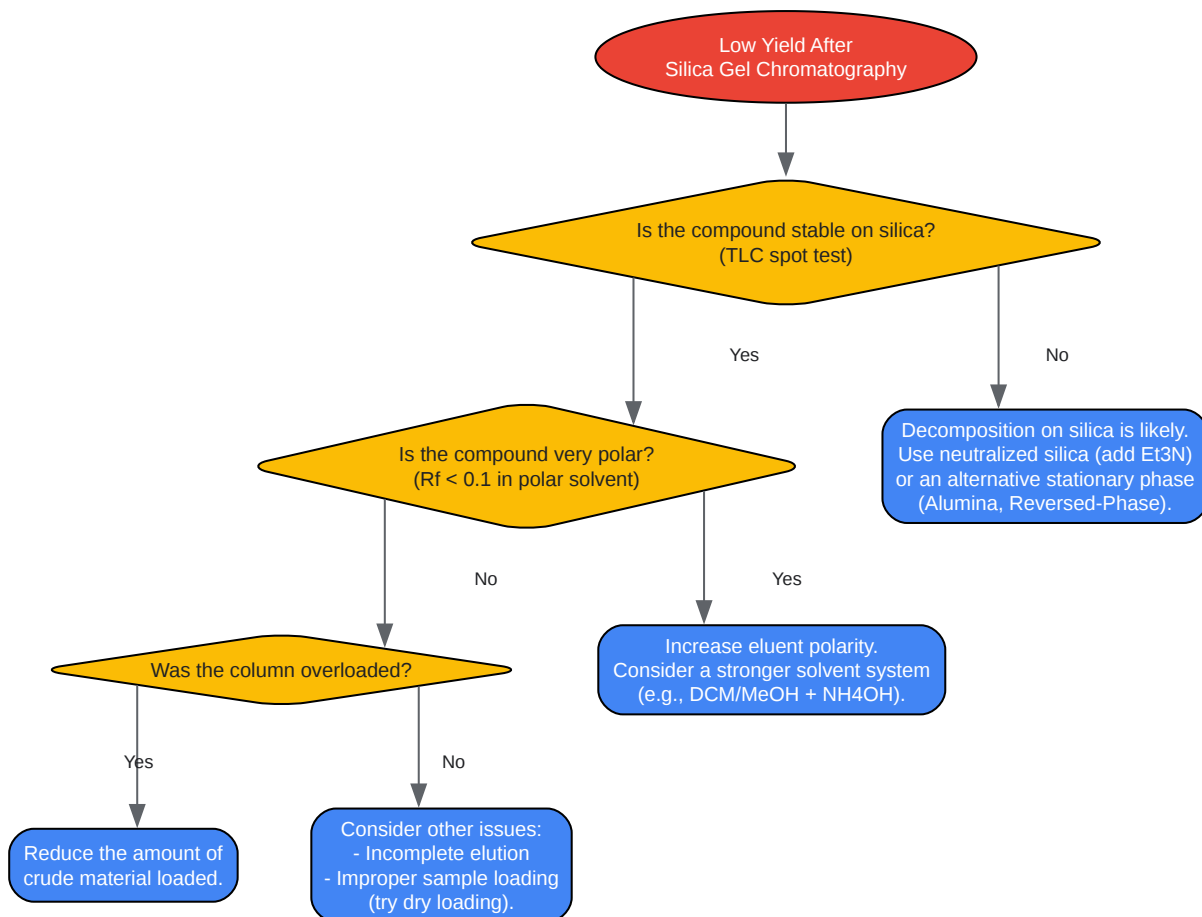 Low Yield After
Silica Gel Chromatography
Is the compound stable on silica?
(TLC spot test)
Yes
No
Is the compound very polar?
(Rf < 0.1 in polar solvent)
Decomposition on silica is likely.
Use neutralized silica (add Et3N)
or an alternative stationary phase
(Alumina, Reversed-Phase).
No
Yes
Was the column overloaded?
Increase eluent polarity.
Consider a stronger solvent system
(e.g., DCM/MeOH + NH4OH).
Yes
No
Reduce the amount of
crude material loaded.
Consider other issues:
- Incomplete elution
- Improper sample loading
(try dry loading).